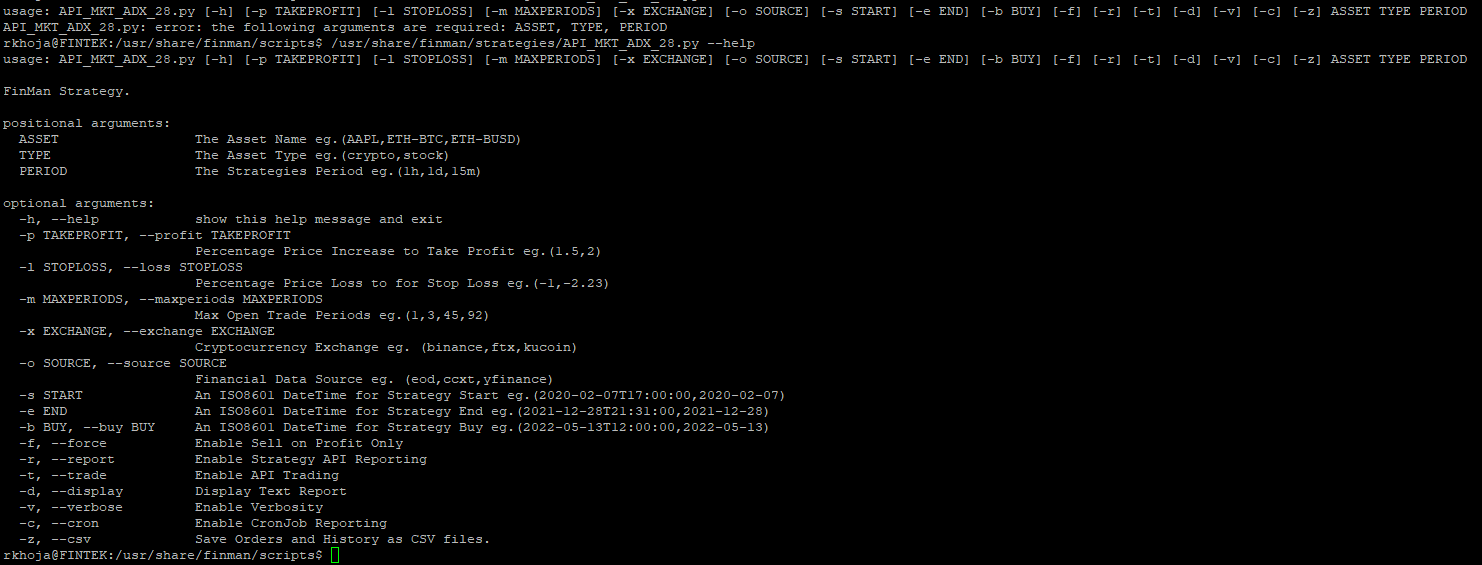 usage: API_MKT_ADX_28.py [-h] [-p TAKEPROFIT] [-l STOPLOSS] [-m MAXPERIODS] [-x EXCHANGE] [-o SOURCE] [-s START] [-e END] [-b BUY] [-f] [-r] [-t] [-d] [-v] [-c] [-z] ASSET TYPE PERIOD
API_MKT_ADX_28.py: error: the following arguments are required: ASSET, TYPE, PERIOD
rkhoja@FINTEK:/usr/share/finman/scripts$ /usr/share/finman/strategies/API_MKT_ADX_28.py --help
usage: API_MKT_ADX_28.py [-h] [-p TAKEPROFIT] [-l STOPLOSS] [-m MAXPERIODS] [-x EXCHANGE] [-o SOURCE] [-s START] [-e END] [-b BUY] [-f] [-r] [-t] [-d] [-v] [-c] [-z] ASSET TYPE PERIOD
FinMan Strategy.
positional arguments:
ASSET The Asset Name eg.(AAPL,ETH-BTC,ETH-BUSD)
TYPE The Asset Type eg.(crypto,stock)
PERIOD The Strategies Period eg.(1h,1d,15m)
optional arguments:
-h, --help show this help message and exit
-p TAKEPROFIT, --profit TAKEPROFIT
Percentage Price Increase to Take Profit eg.(1.5,2)
-l STOPLOSS, --loss STOPLOSS
Percentage Price Loss to for Stop Loss eg.(-1,-2.23)
-m MAXPERIODS, --maxperiods MAXPERIODS
Max Open Trade Periods eg.(1,3,45,92)
-x EXCHANGE, --exchange EXCHANGE
Cryptocurrency Exchange eg. (binance,ftx,kucoin)
-o SOURCE, --source SOURCE
Financial Data Source eg. (eod,ccxt,yfinance)
-s START An ISO8601 DateTime for Strategy Start eg.(2020-02-07T17:00:00,2020-02-07)
-e END An ISO8601 DateTime for Strategy End eg.(2021-12-28T21:31:00,2021-12-28)
-b BUY, --buy BUY An ISO8601 DateTime for Strategy Buy eg.(2022-05-13T12:00:00,2022-05-13)
-f, --force Enable Sell on Profit Only
-r, --report Enable Strategy API Reporting
-t, --trade Enable API Trading
-d, --display Display Text Report
-v, --verbose Enable Verbosity
-c, --cron Enable CronJob Reporting
-z, --csv Save Orders and History as CSV files.
rkhoja@FINTEK:/usr/share/finman/scripts$